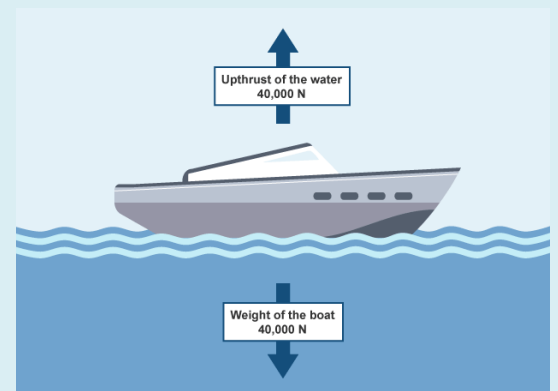 Upthrust of the water
40,000 N
Weight of the boat
40,000 N